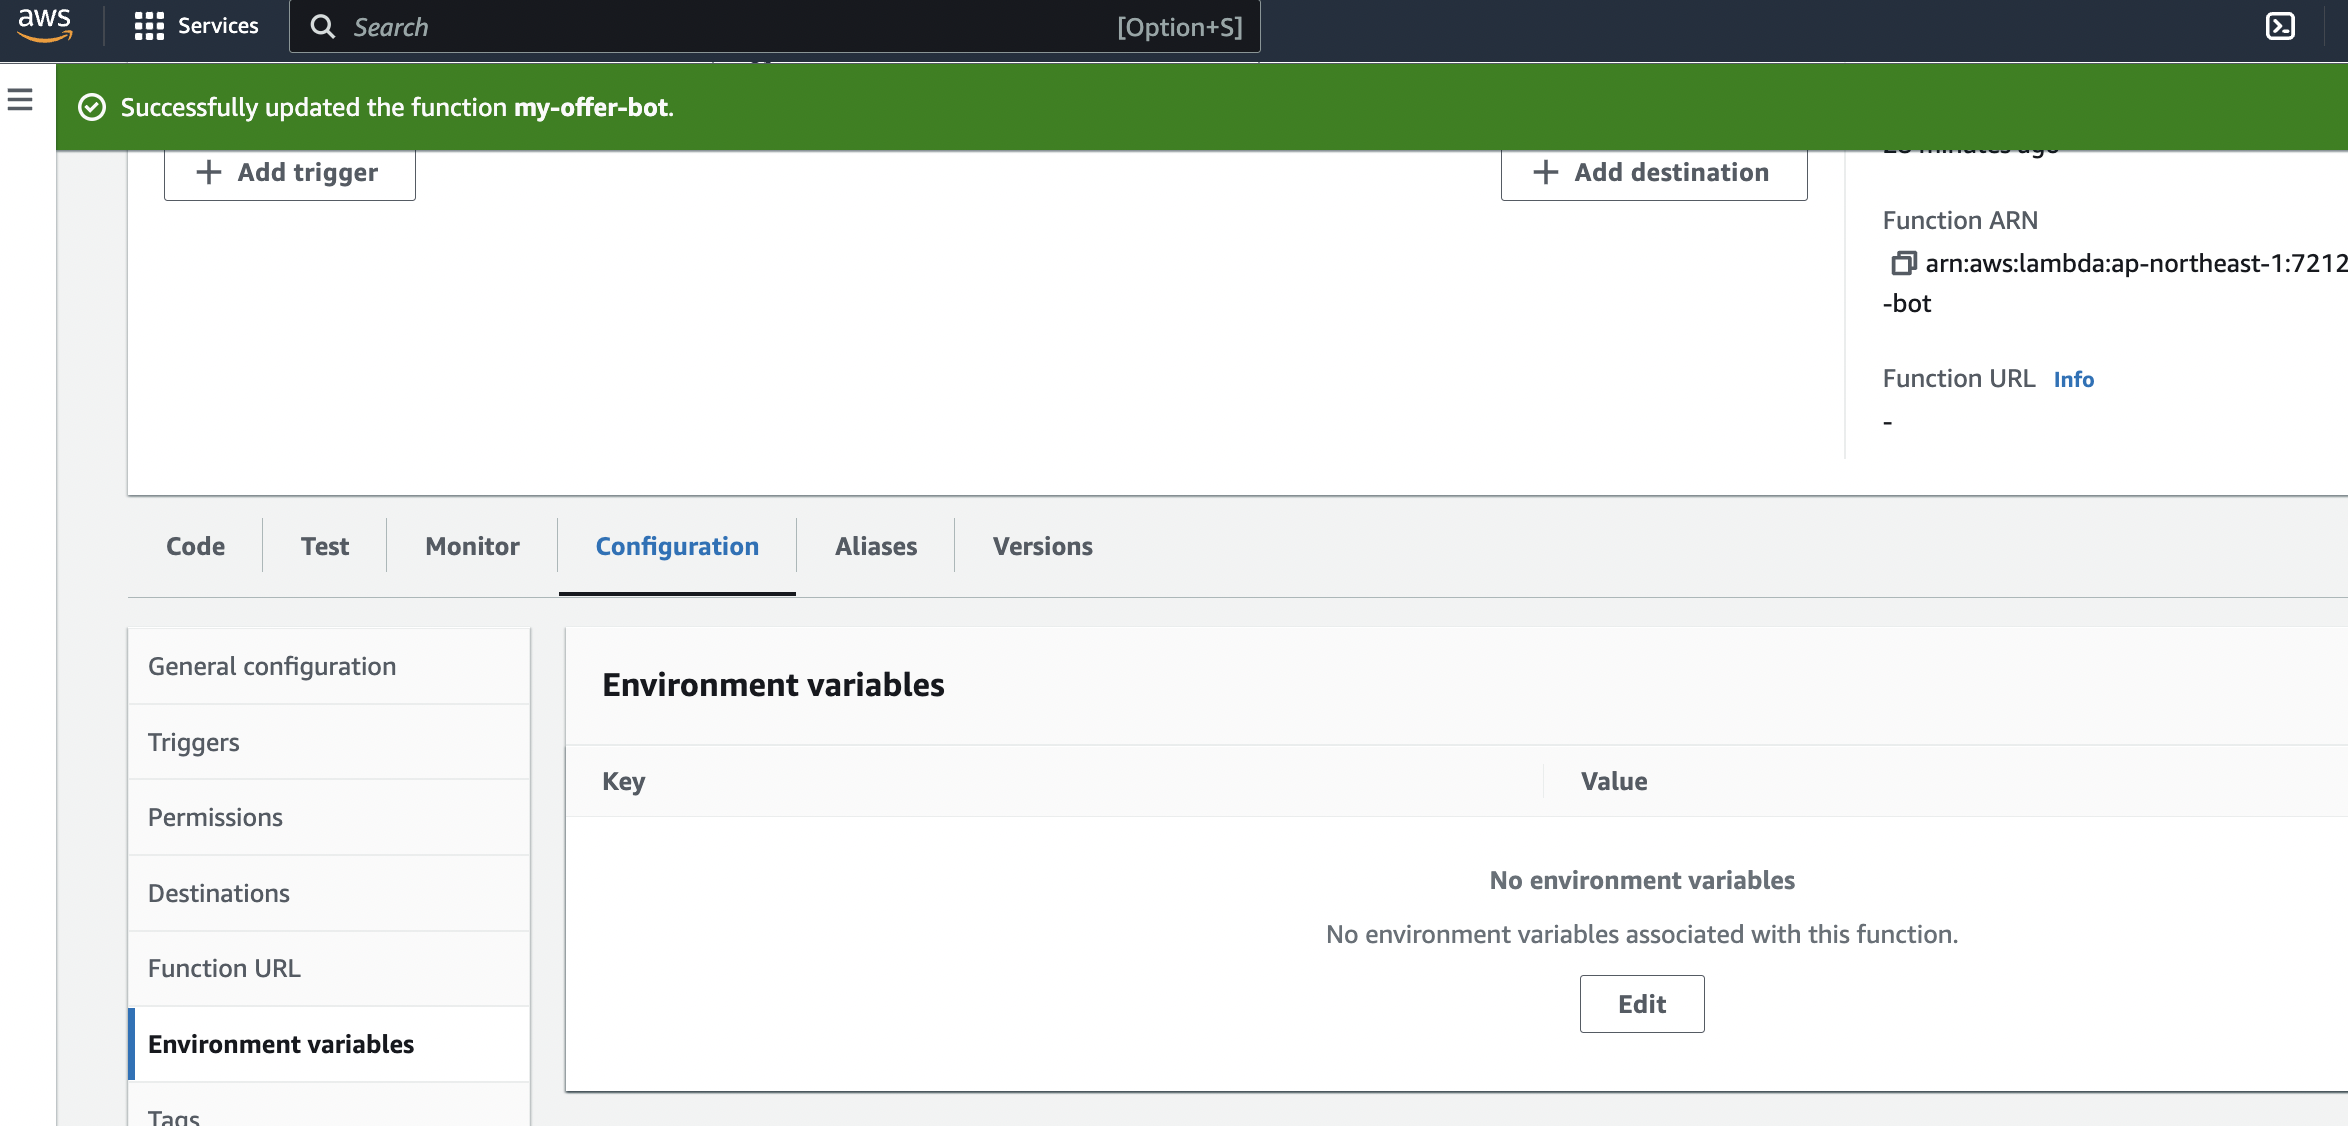 aws
Services
Search
[Option+S]
Successfully updated the function my-offer-bot.
Add trigger
Add destination
minutes ago
Function ARN
arn:aws:lambda:ap-northeast-1:7212
-bot
Function URL Info
-
Code
Test
Monitor
Configuration
Aliases
Versions
General configuration
Triggers
Permissions
Destinations
Function URL
Environment variables
Tags
Environment variables
Key
Value
No environment variables
No environment variables associated with this function.
Edit